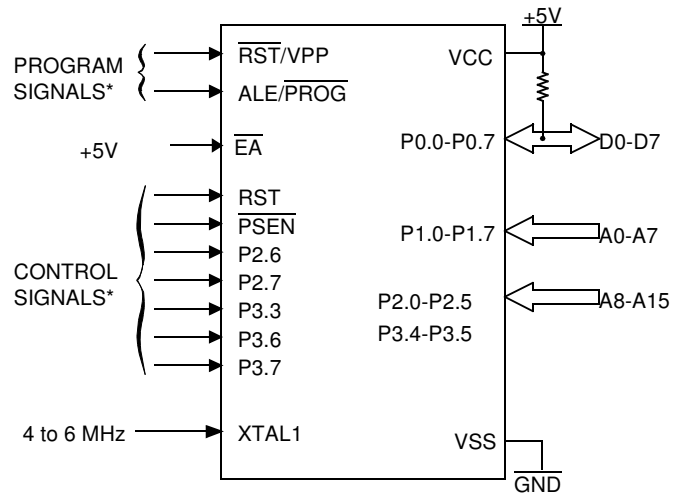 +5V
PROGRAM
SIGNALS*
RST/VPP
ALE/PROG
VCC
+5V
EA
P0.0-P0.7
D0-D7
CONTROL
SIGNALS*
RST
PSEN
P2.6
P2.7
P3.3
P3.6
P3.7
P1.0-P1.7
A0-A7
P2.0-P2.5
P3.4-P3.5
A8-A15
4 to 6 MHz
XTAL1
VSS
GND